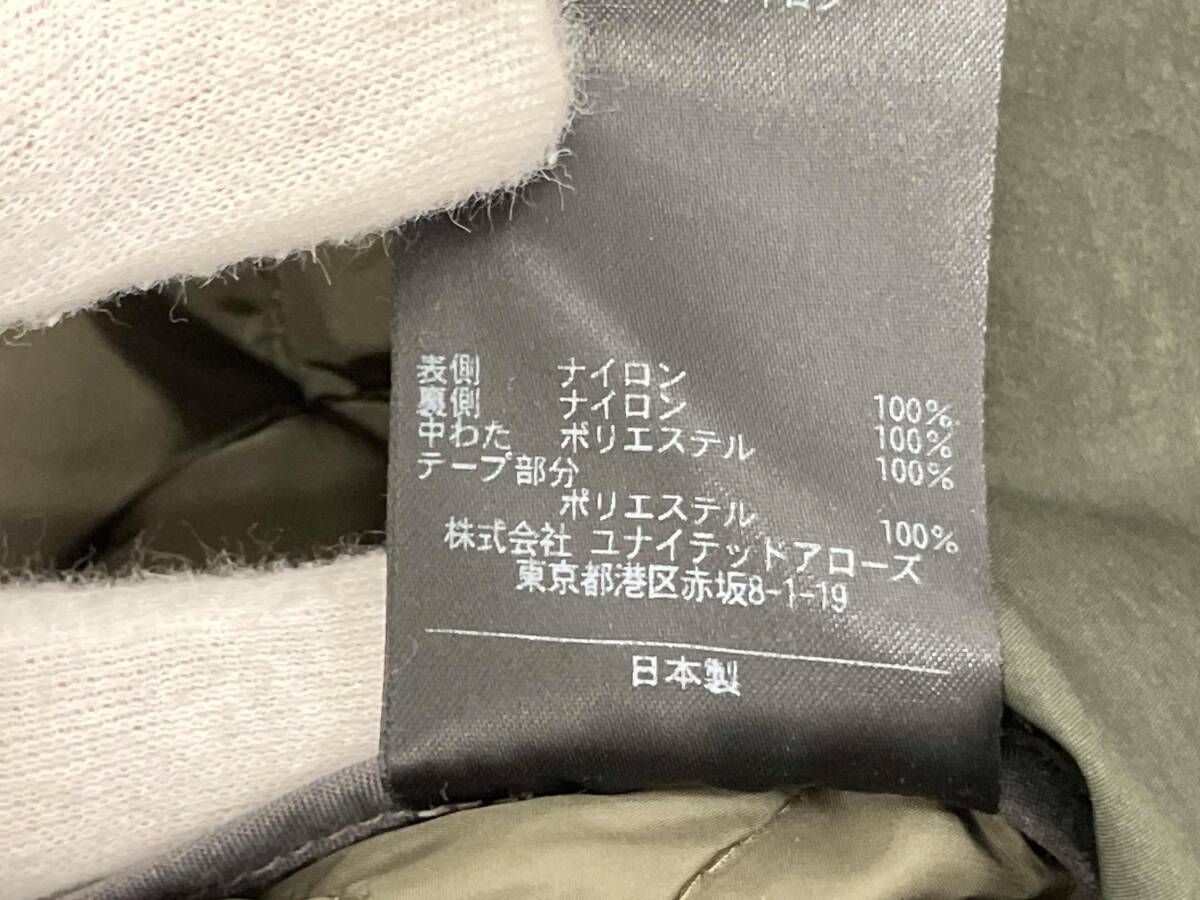 表側 ナイロン 100%
裏側 ナイロン 100%
中わた ポリエステル 100%
テープ部分
ポリエステル 100%
株式会社 ユナイテッドアローズ
東京都港区赤坂8-1-19
日本製